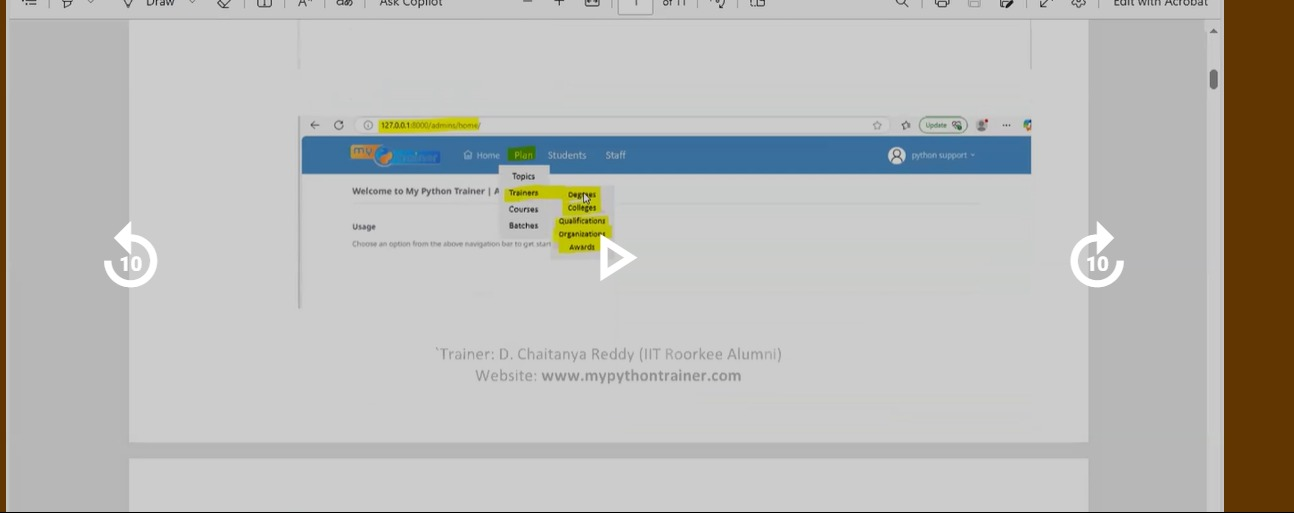 Draw
Ask Copilot
1 of 11
Edit with Acrobat
127.0.0.1:8000/admins/home/
Update
my trainer
Home Plan Students Staff python support
Topics
Welcome to My Python Trainer | A
Trainers Degrees
Colleges
Courses
Qualifications
Usage Batches
Organizations
Choose an option from the above navigation bar to get start
Awards
10
10
`Trainer: D. Chaitanya Reddy (IIT Roorkee Alumni)
Website: www.mypythontrainer.com